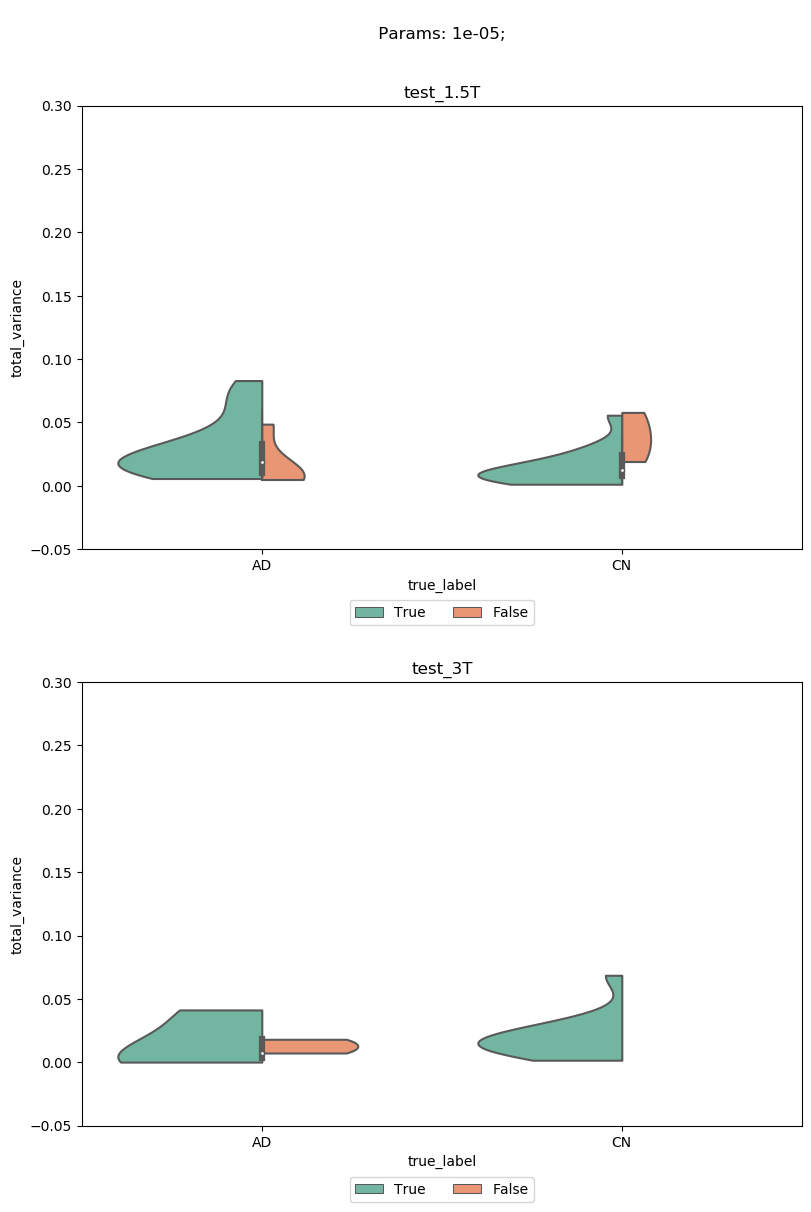 Params: 1e-05;
test_1.5T
0.30
0.25
0.20
0.15
0.10
0.05
0.00
−0.05
total_variance
AD CN
true_label
True False
test_3T
0.30
0.25
0.20
0.15
0.10
0.05
0.00
−0.05
total_variance
AD CN
true_label
True False